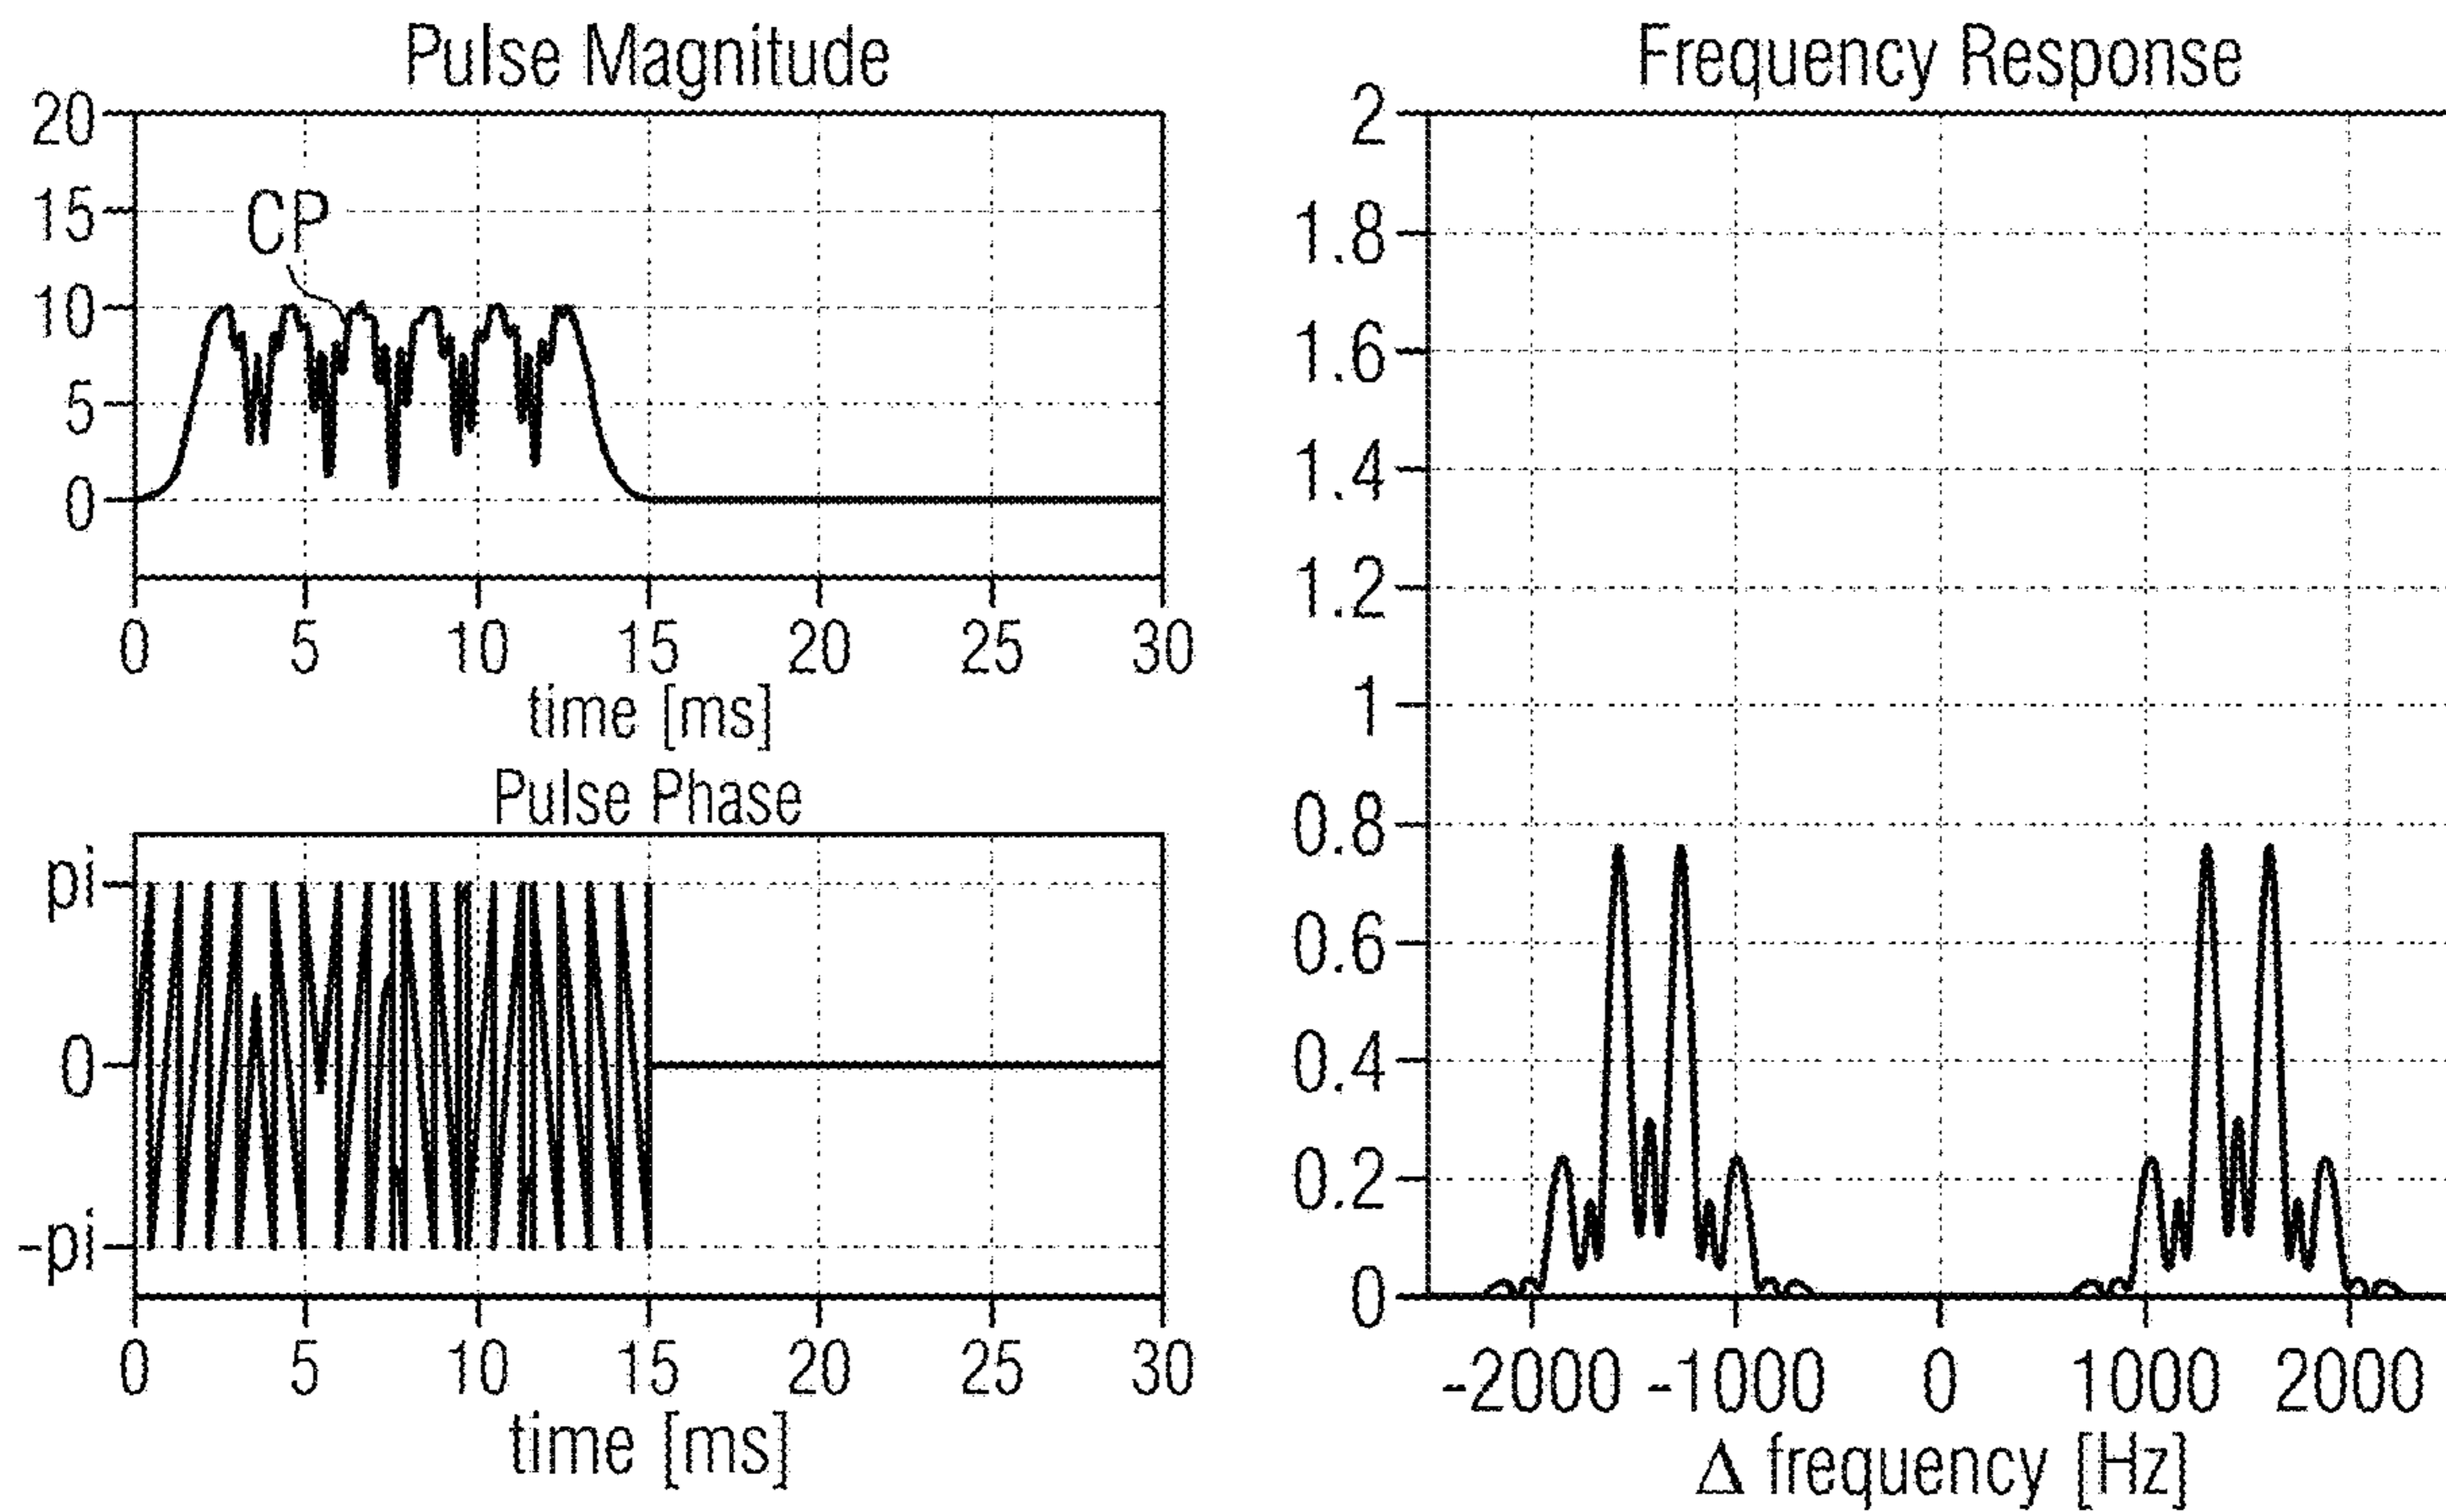 Pulse Magnitude
20
15
CP
10
5
0
0 5 10 15 20 25 30
time [ms]
Pulse Phase
pi
0
-pi
0 5 10 15 20 25 30
time [ms]
Frequency Response
2
1.8
1.6
1.4
1.2
1
0.8
0.6
0.4
0.2
0
-2000 -1000 0 1000 2000
Δ frequency [Hz]